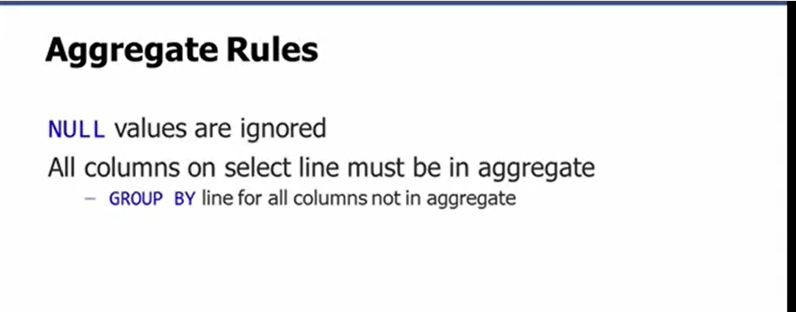 Aggregate Rules
NULL values are ignored
All columns on select line must be in aggregate
– GROUP BY line for all columns not in aggregate